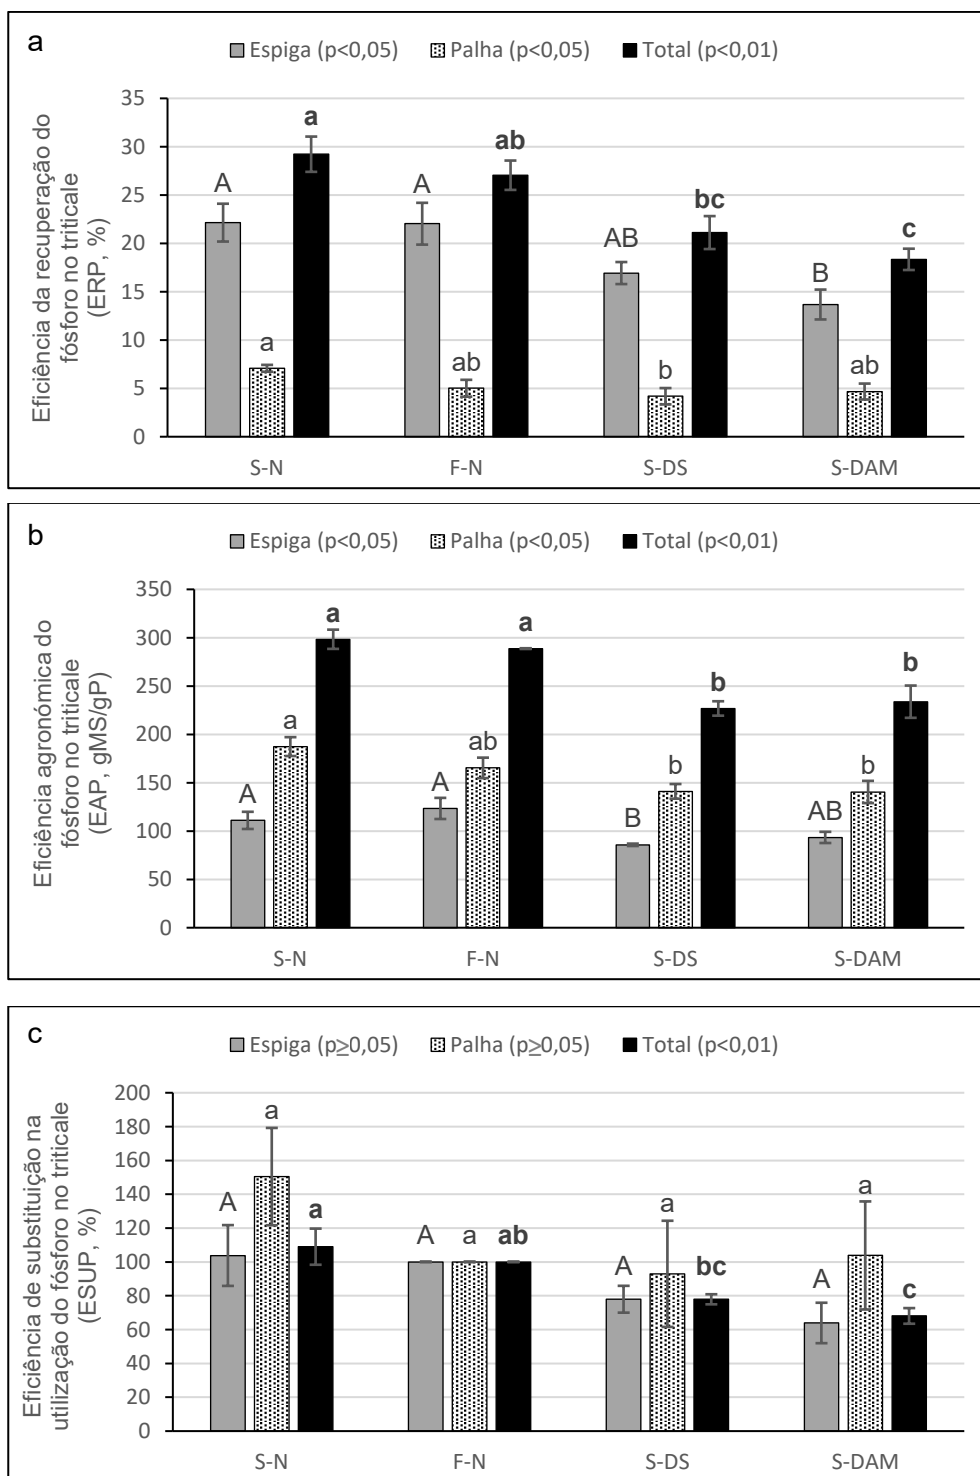 a
Espiga (p<0,05) Palha (p<0,05) Total (p<0,01)
Eficiência da recuperação do
fósforo no triticale
(ERP, %)
35
30
25
20
15
10
5
0
A a a
A ab ab
AB b bc
B ab c
S-N F-N S-DS S-DAM
b
Espiga (p<0,05) Palha (p<0,05) Total (p<0,01)
Eficiência agronómica do
fósforo no triticale
(EAP, gMS/gP)
350
300
250
200
150
100
50
0
A a a
A ab a
B b b
AB b b
S-N F-N S-DS S-DAM
c
Espiga (p≥0,05) Palha (p≥0,05) Total (p<0,01)
Eficiência de substituição na
utilização do fósforo no triticale
(ESUP, %)
200
180
160
140
120
100
80
60
40
20
0
A a a
A a ab
A a bc
A a c
S-N F-N S-DS S-DAM